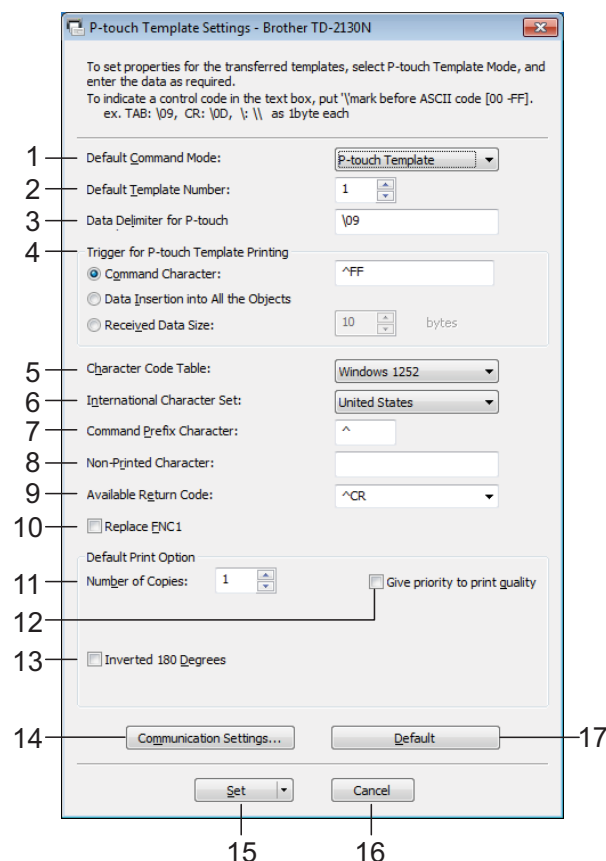 P-touch Template Settings - Brother TD-2130N
To set properties for the transferred templates, select P-touch Template Mode, and
enter the data as required.
To indicate a control code in the text box, put '\'mark before ASCII code [00 -FF].
ex. TAB: \09, CR: \0D, \: \\ as 1byte each
1 Default Command Mode: P-touch Template
2 Default Template Number: 1
3 Data Delimiter for P-touch \09
4 Trigger for P-touch Template Printing
Command Character: ^FF
Data Insertion into All the Objects
Received Data Size: 10 bytes
5 Character Code Table: Windows 1252
6 International Character Set: United States
7 Command Prefix Character: ^
8 Non-Printed Character:
9 Available Return Code: ^CR
10 Replace FNC1
Default Print Option
11 Number of Copies: 1 Give priority to print quality
12
13 Inverted 180 Degrees
14 Communication Settings... Default 17
Set Cancel
15 16